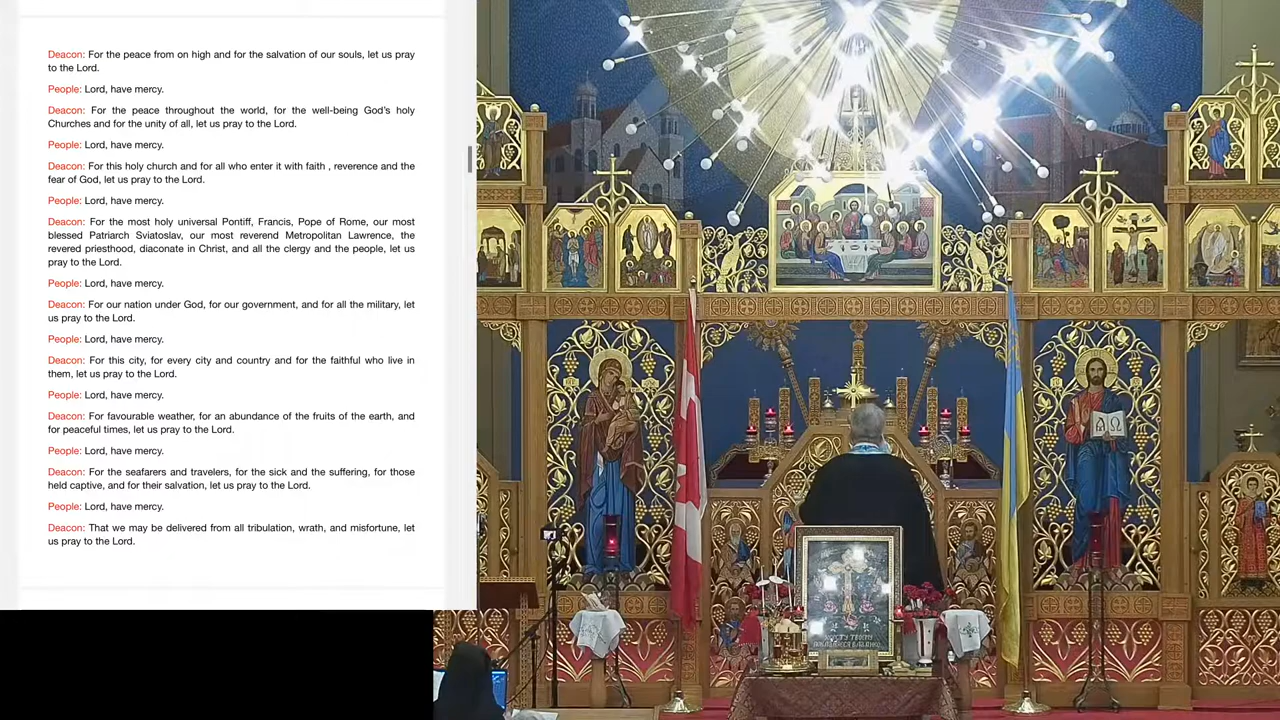 Deacon: For the peace from on high and for the salvation of our souls, let us pray
to the Lord.
People: Lord, have mercy.
Deacon: For the peace throughout the world, for the well-being God's holy
Churches and for the unity of all, let us pray to the Lord.
People: Lord, have mercy.
Deacon: For this holy church and for all who enter it with faith , reverence and the
fear of God, let us pray to the Lord.
People: Lord, have mercy.
Deacon: For the most holy universal Pontiff, Francis, Pope of Rome, our most
blessed Patriarch Sviatoslav, our most reverend Metropolitan Lawrence, the
revered priesthood, diaconate in Christ, and all the clergy and the people, let us
pray to the Lord.
People: Lord, have mercy.
Deacon: For our nation under God, for our government, and for all the military, let
us pray to the Lord.
People: Lord, have mercy.
Deacon: For this city, for every city and country and for the faithful who live in
them, let us pray to the Lord.
People: Lord, have mercy.
Deacon: For favourable weather, for an abundance of the fruits of the earth, and
for peaceful times, let us pray to the Lord.
People: Lord, have mercy.
Deacon: For the seafarers and travelers, for the sick and the suffering, for those
held captive, and for their salvation, let us pray to the Lord.
People: Lord, have mercy.
Deacon: That we may be delivered from all tribulation, wrath, and misfortune, let
us pray to the Lord.
Α Ω